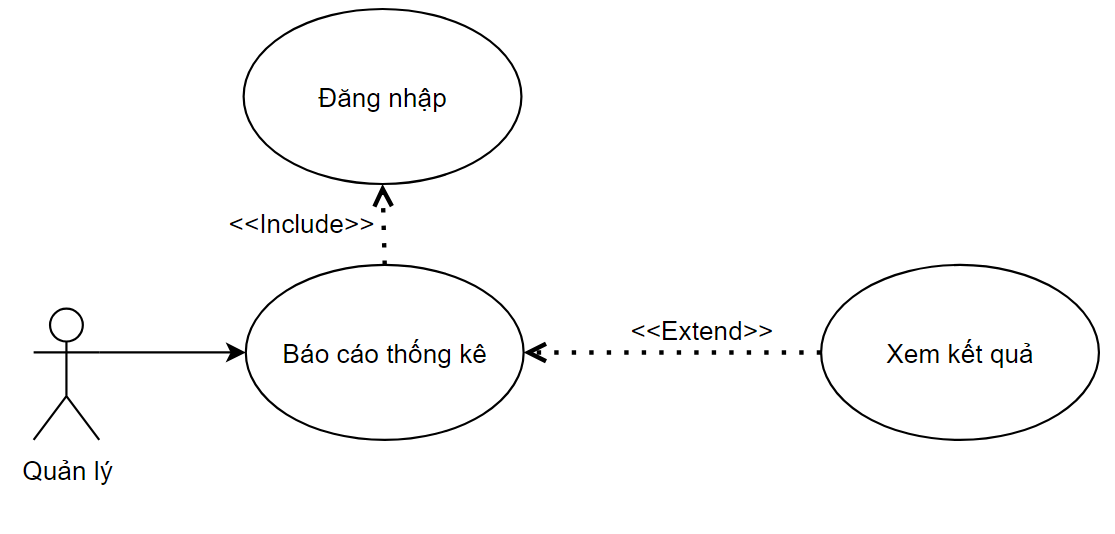 Đăng nhập
<<Include>>
<<Extend>>
Báo cáo thống kê
Xem kết quả
Quản lý